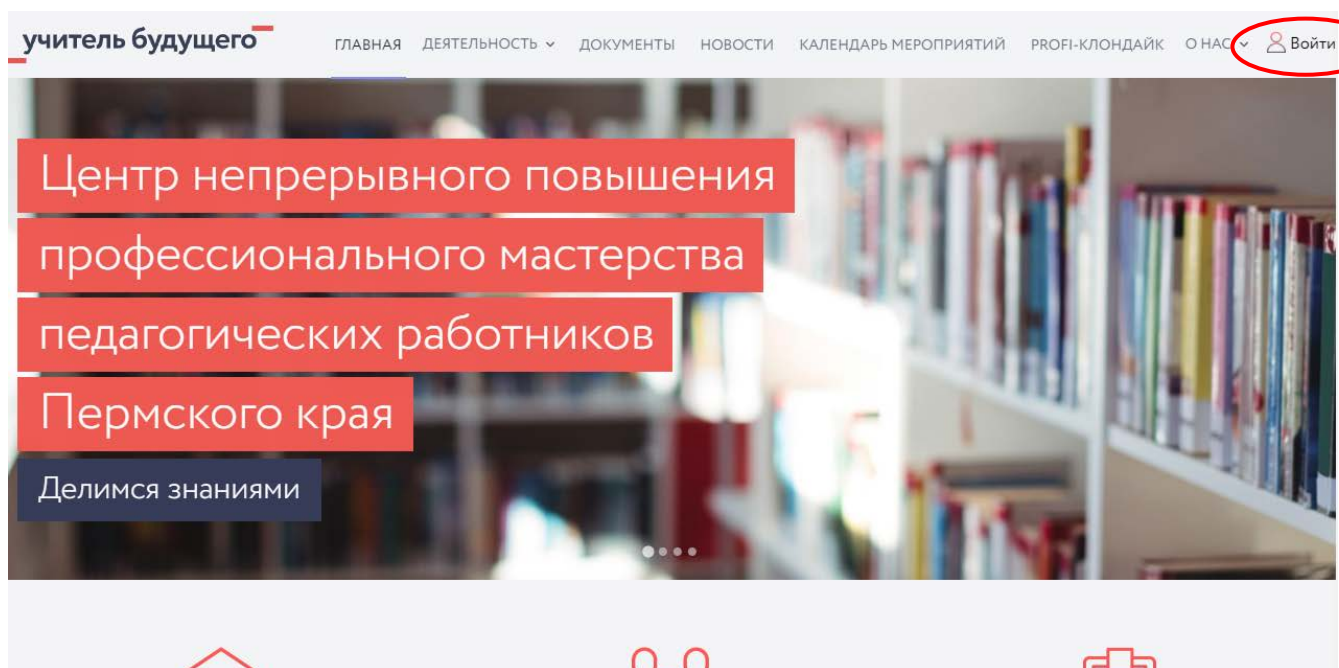 учитель будущего
ГЛАВНАЯ ДЕЯТЕЛЬНОСТЬ ДОКУМЕНТЫ НОВОСТИ КАЛЕНДАРЬ МЕРОПРИЯТИЙ PROFI-КЛОНДАЙК О НАС Войти
Центр непрерывного повышения
профессионального мастерства
педагогических работников
Пермского края
Делимся знаниями